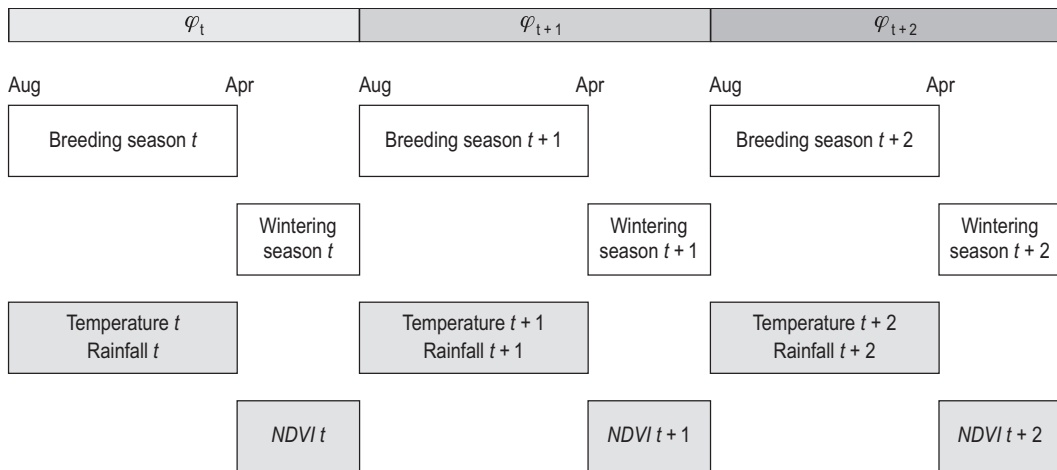 φt φt + 1 φt + 2
Aug Apr Aug Apr Aug Apr
Breeding season t Breeding season t + 1 Breeding season t + 2
Wintering season t Wintering season t + 1 Wintering season t + 2
Temperature t Temperature t + 1 Temperature t + 2
Rainfall t Rainfall t + 1 Rainfall t + 2
NDVI t NDVI t + 1 NDVI t + 2